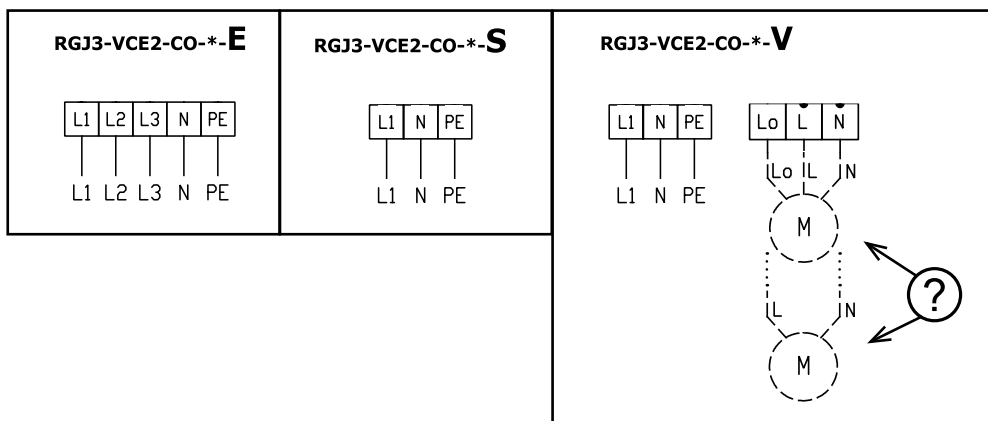 RGJ3-VCE2-CO-*-E
L1 L2 L3 N PE
L1 L2 L3 N PE
RGJ3-VCE2-CO-*-S
L1 N PE
L1 N PE
RGJ3-VCE2-CO-*-V
L1 N PE
L1 N PE
Lo L N
Lo L N
M
?
L N
M